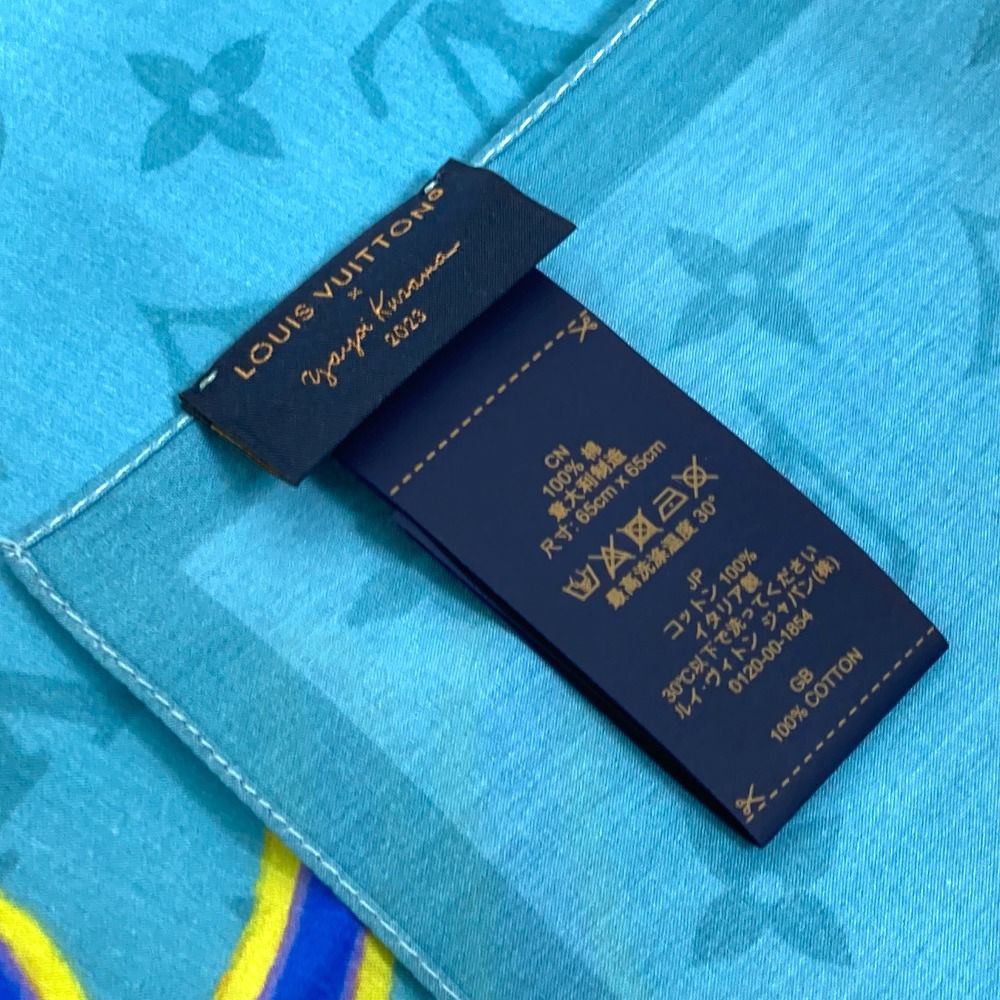 LOUIS VUITTON®
×
Yayoi Kusama
2023
CN
100% 棉
意大利制造
尺寸: 65cm x 65cm
最高洗涤温度 30°
JP
コットン 100%
イタリア製
30℃以下で洗ってください
ルイ･ヴィトン ジャパン(株)
0120-00-1854
GB
100% COTTON